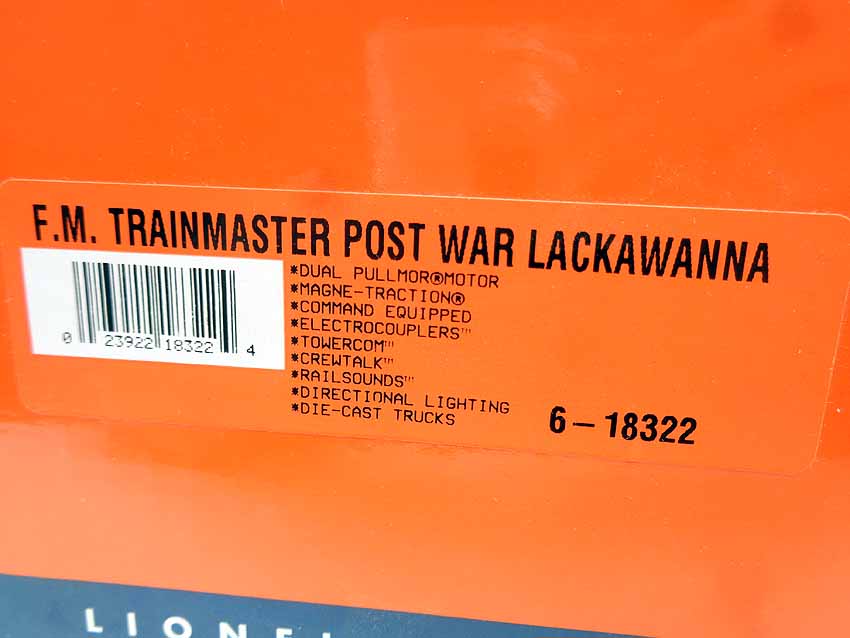 F.M. TRAINMASTER POST WAR LACKAWANNA
*DUAL PULLMOR®MOTOR
*MAGNE-TRACTION®
*COMMAND EQUIPPED
*ELECTROCOUPLERS™
*TOWERCOM™
*CREWTALK™
*RAILSOUNDS™
*DIRECTIONAL LIGHTING
*DIE-CAST TRUCKS
0 23922 18322 4
6-18322
LIONEL